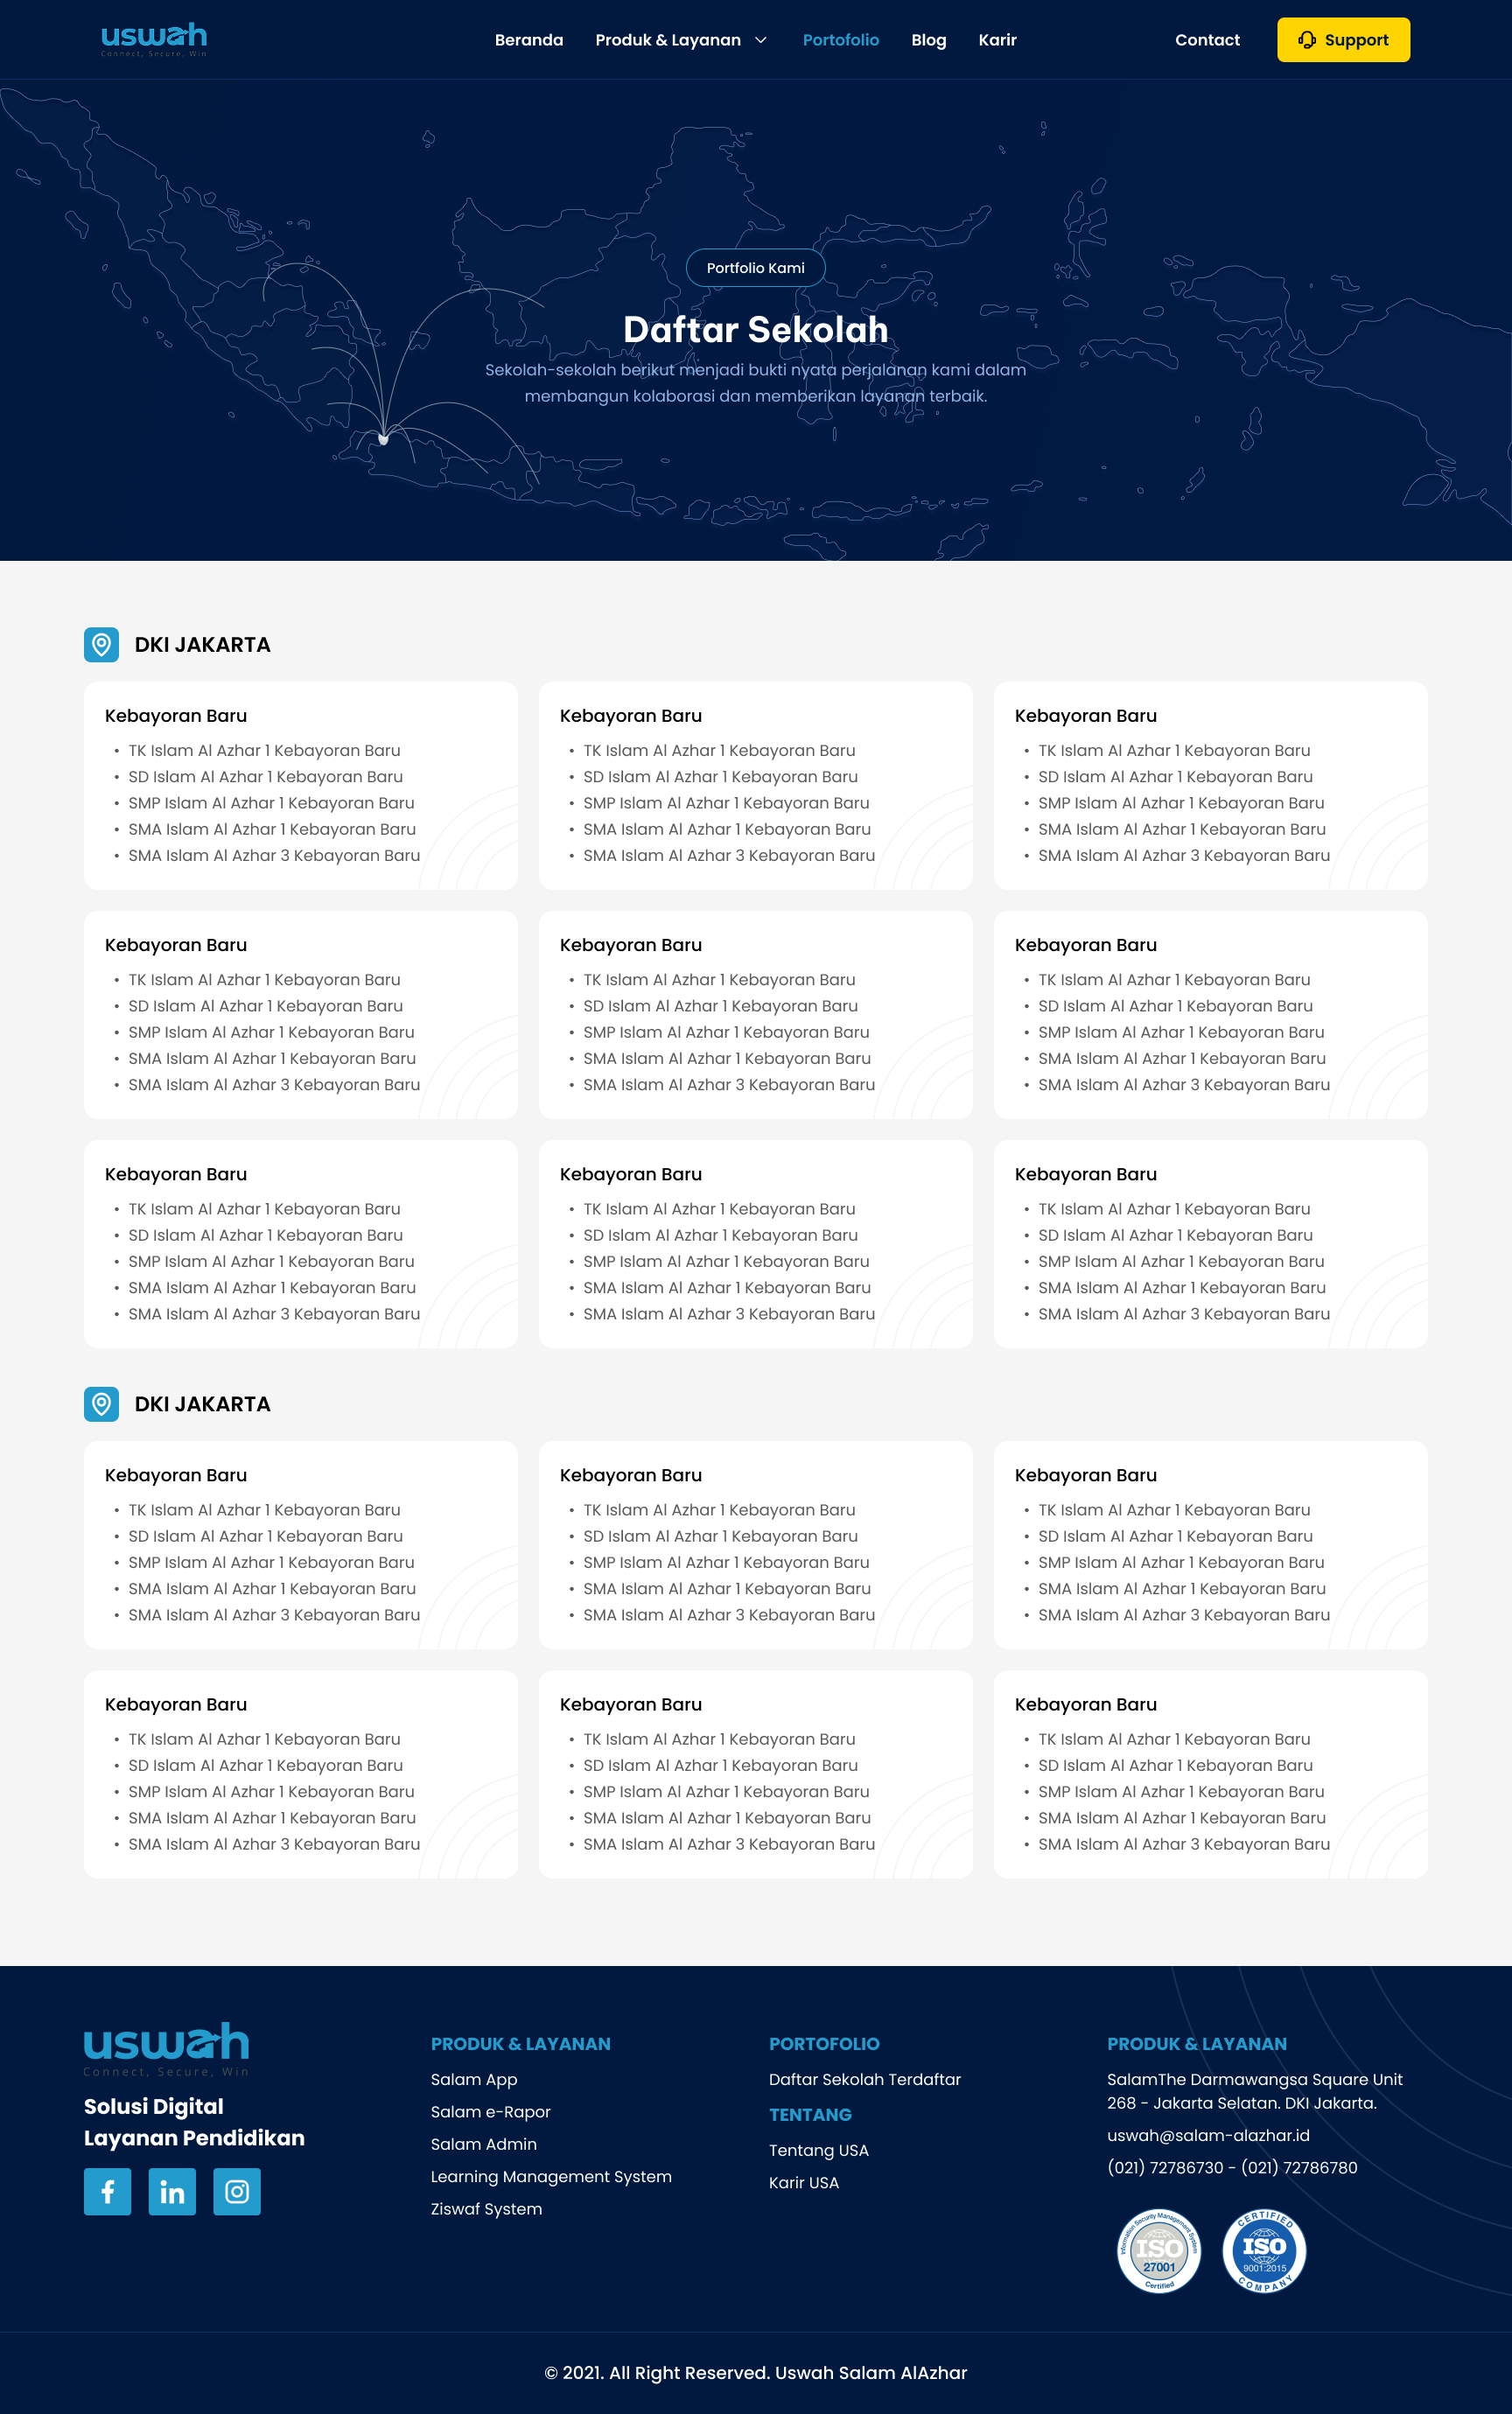 uswah
Connect, Secure, Win
Beranda
Produk & Layanan
Portofolio
Blog
Karir
Contact
Support
Portfolio Kami
Daftar Sekolah
Sekolah-sekolah berikut menjadi bukti nyata perjalanan kami dalam
membangun kolaborasi dan memberikan layanan terbaik.
DKI JAKARTA
Kebayoran Baru
• TK Islam Al Azhar 1 Kebayoran Baru
• SD Islam Al Azhar 1 Kebayoran Baru
• SMP Islam Al Azhar 1 Kebayoran Baru
• SMA Islam Al Azhar 1 Kebayoran Baru
• SMA Islam Al Azhar 3 Kebayoran Baru
Kebayoran Baru
• TK Islam Al Azhar 1 Kebayoran Baru
• SD Islam Al Azhar 1 Kebayoran Baru
• SMP Islam Al Azhar 1 Kebayoran Baru
• SMA Islam Al Azhar 1 Kebayoran Baru
• SMA Islam Al Azhar 3 Kebayoran Baru
Kebayoran Baru
• TK Islam Al Azhar 1 Kebayoran Baru
• SD Islam Al Azhar 1 Kebayoran Baru
• SMP Islam Al Azhar 1 Kebayoran Baru
• SMA Islam Al Azhar 1 Kebayoran Baru
• SMA Islam Al Azhar 3 Kebayoran Baru
Kebayoran Baru
• TK Islam Al Azhar 1 Kebayoran Baru
• SD Islam Al Azhar 1 Kebayoran Baru
• SMP Islam Al Azhar 1 Kebayoran Baru
• SMA Islam Al Azhar 1 Kebayoran Baru
• SMA Islam Al Azhar 3 Kebayoran Baru
Kebayoran Baru
• TK Islam Al Azhar 1 Kebayoran Baru
• SD Islam Al Azhar 1 Kebayoran Baru
• SMP Islam Al Azhar 1 Kebayoran Baru
• SMA Islam Al Azhar 1 Kebayoran Baru
• SMA Islam Al Azhar 3 Kebayoran Baru
Kebayoran Baru
• TK Islam Al Azhar 1 Kebayoran Baru
• SD Islam Al Azhar 1 Kebayoran Baru
• SMP Islam Al Azhar 1 Kebayoran Baru
• SMA Islam Al Azhar 1 Kebayoran Baru
• SMA Islam Al Azhar 3 Kebayoran Baru
Kebayoran Baru
• TK Islam Al Azhar 1 Kebayoran Baru
• SD Islam Al Azhar 1 Kebayoran Baru
• SMP Islam Al Azhar 1 Kebayoran Baru
• SMA Islam Al Azhar 1 Kebayoran Baru
• SMA Islam Al Azhar 3 Kebayoran Baru
Kebayoran Baru
• TK Islam Al Azhar 1 Kebayoran Baru
• SD Islam Al Azhar 1 Kebayoran Baru
• SMP Islam Al Azhar 1 Kebayoran Baru
• SMA Islam Al Azhar 1 Kebayoran Baru
• SMA Islam Al Azhar 3 Kebayoran Baru
Kebayoran Baru
• TK Islam Al Azhar 1 Kebayoran Baru
• SD Islam Al Azhar 1 Kebayoran Baru
• SMP Islam Al Azhar 1 Kebayoran Baru
• SMA Islam Al Azhar 1 Kebayoran Baru
• SMA Islam Al Azhar 3 Kebayoran Baru
DKI JAKARTA
Kebayoran Baru
• TK Islam Al Azhar 1 Kebayoran Baru
• SD Islam Al Azhar 1 Kebayoran Baru
• SMP Islam Al Azhar 1 Kebayoran Baru
• SMA Islam Al Azhar 1 Kebayoran Baru
• SMA Islam Al Azhar 3 Kebayoran Baru
Kebayoran Baru
• TK Islam Al Azhar 1 Kebayoran Baru
• SD Islam Al Azhar 1 Kebayoran Baru
• SMP Islam Al Azhar 1 Kebayoran Baru
• SMA Islam Al Azhar 1 Kebayoran Baru
• SMA Islam Al Azhar 3 Kebayoran Baru
Kebayoran Baru
• TK Islam Al Azhar 1 Kebayoran Baru
• SD Islam Al Azhar 1 Kebayoran Baru
• SMP Islam Al Azhar 1 Kebayoran Baru
• SMA Islam Al Azhar 1 Kebayoran Baru
• SMA Islam Al Azhar 3 Kebayoran Baru
Kebayoran Baru
• TK Islam Al Azhar 1 Kebayoran Baru
• SD Islam Al Azhar 1 Kebayoran Baru
• SMP Islam Al Azhar 1 Kebayoran Baru
• SMA Islam Al Azhar 1 Kebayoran Baru
• SMA Islam Al Azhar 3 Kebayoran Baru
Kebayoran Baru
• TK Islam Al Azhar 1 Kebayoran Baru
• SD Islam Al Azhar 1 Kebayoran Baru
• SMP Islam Al Azhar 1 Kebayoran Baru
• SMA Islam Al Azhar 1 Kebayoran Baru
• SMA Islam Al Azhar 3 Kebayoran Baru
Kebayoran Baru
• TK Islam Al Azhar 1 Kebayoran Baru
• SD Islam Al Azhar 1 Kebayoran Baru
• SMP Islam Al Azhar 1 Kebayoran Baru
• SMA Islam Al Azhar 1 Kebayoran Baru
• SMA Islam Al Azhar 3 Kebayoran Baru
uswah
Connect, Secure, Win
Solusi Digital
Layanan Pendidikan
PRODUK & LAYANAN
Salam App
Salam e-Rapor
Salam Admin
Learning Management System
Ziswaf System
PORTOFOLIO
Daftar Sekolah Terdaftar
TENTANG
Tentang USA
Karir USA
PRODUK & LAYANAN
SalamThe Darmawangsa Square Unit
268 - Jakarta Selatan. DKI Jakarta.
uswah@salam-alazhar.id
(021) 72786730 - (021) 72786780
Information Security Management System
ISO
27001
Certified
CERTIFIED
ISO
9001:2015
COMPANY
© 2021. All Right Reserved. Uswah Salam AlAzhar